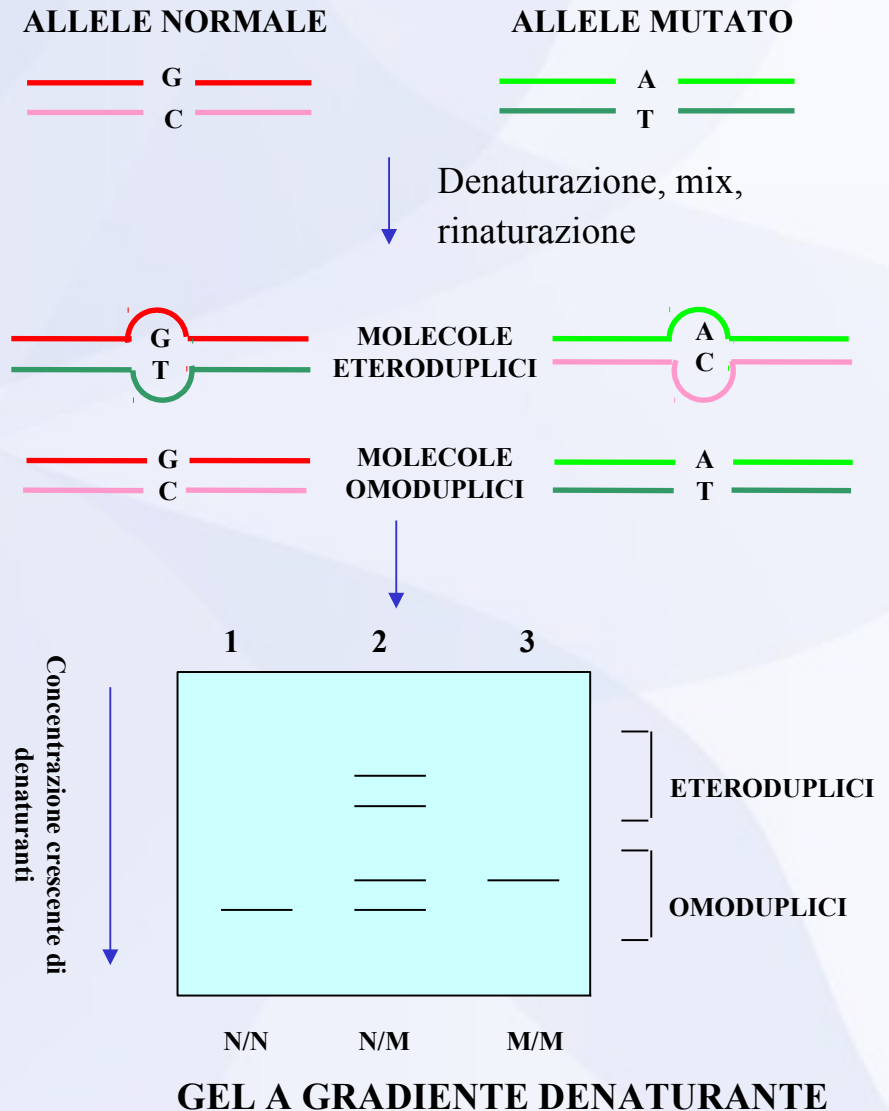 ALLELE NORMALE
ALLELE MUTATO
G
C
A
T
Denaturazione, mix,
rinaturazione
G
T
MOLECOLE
ETERODUPLICI
A
C
G
C
MOLECOLE
OMODUPLICI
A
T
1 2 3
Concentrazione crescente di
denaturanti
ETERODUPLICI
OMODUPLICI
N/N N/M M/M
GEL A GRADIENTE DENATURANTE